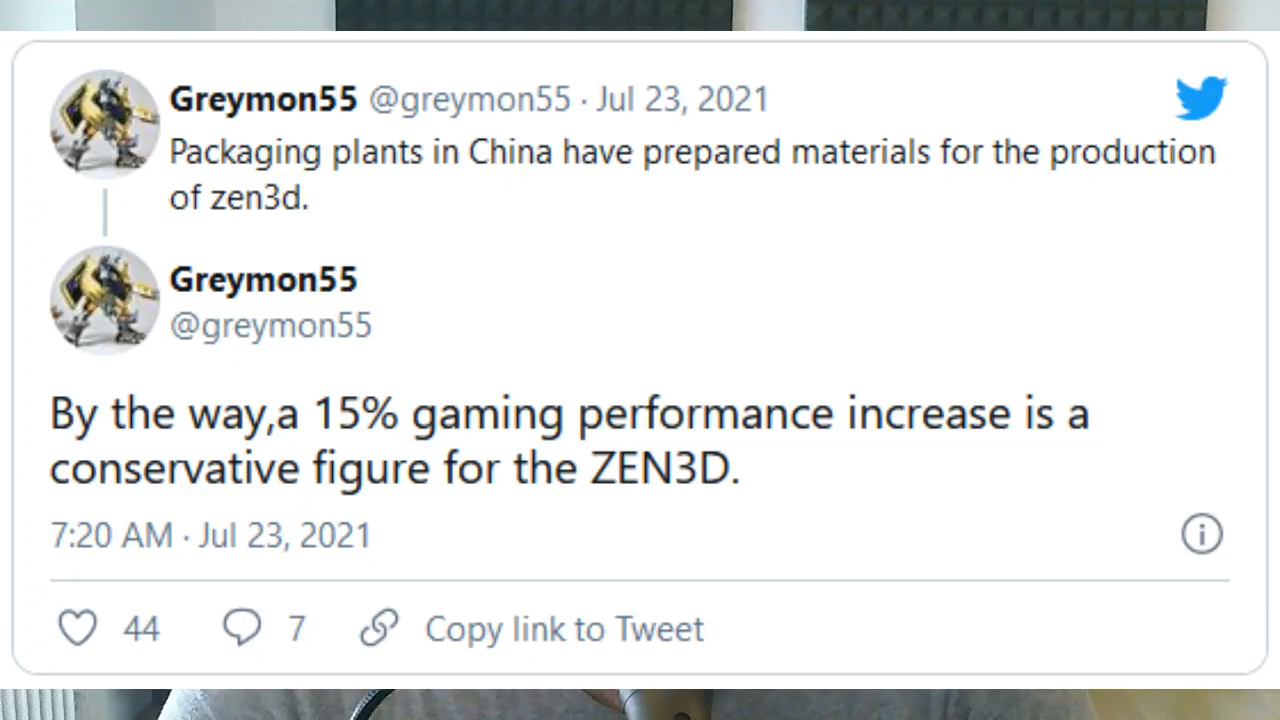 Greymon55 @greymon55 · Jul 23, 2021
Packaging plants in China have prepared materials for the production
of zen3d.
Greymon55
@greymon55
By the way,a 15% gaming performance increase is a
conservative figure for the ZEN3D.
7:20 AM · Jul 23, 2021
44 7 Copy link to Tweet